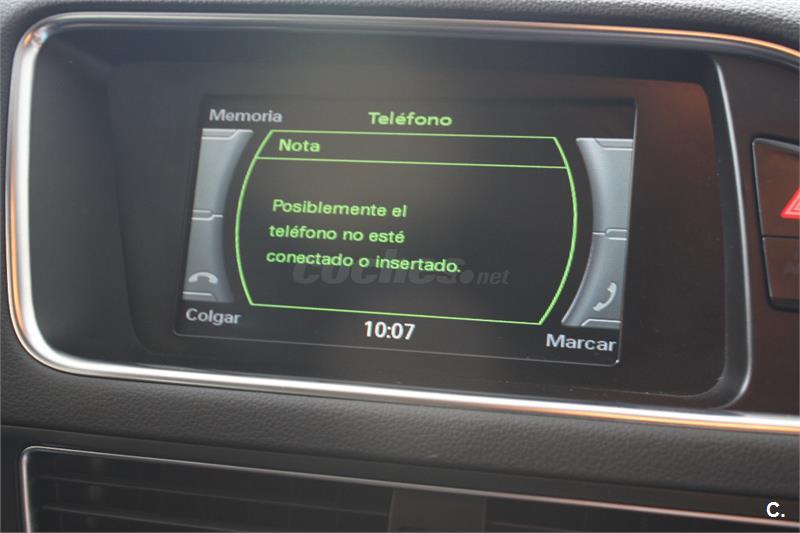 Memoria
Teléfono
Nota
Posiblemente el
teléfono no esté
conectado o insertado.
coches.net
Colgar
10:07
Marcar
C.